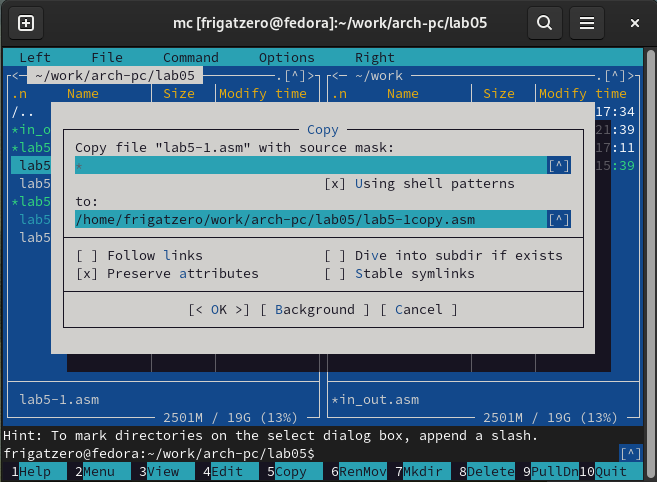 mc [frigatzero@fedora]:~/work/arch-pc/lab05
Left File Command Options Right
<─ ~/work/arch-pc/lab05 .[^]> <─ ~/work .[^]>
.n Name Size Modify time .n Name Size Modify time
/.. 17:34
*in_o 21:39
*lab5 17:11
lab5 15:39
lab5
*lab5
lab5
lab5
Copy
Copy file "lab5-1.asm" with source mask:
* [^]
[x] Using shell patterns
to:
/home/frigatzero/work/arch-pc/lab05/lab5-1copy.asm [^]
[ ] Follow links [ ] Dive into subdir if exists
[x] Preserve attributes [ ] Stable symlinks
[< OK >] [ Background ] [ Cancel ]
lab5-1.asm *in_out.asm
2501M / 19G (13%) 2501M / 19G (13%)
Hint: To mark directories on the select dialog box, append a slash.
frigatzero@fedora:~/work/arch-pc/lab05$ [^]
1Help 2Menu 3View 4Edit 5Copy 6RenMov 7Mkdir 8Delete 9PullDn 10Quit